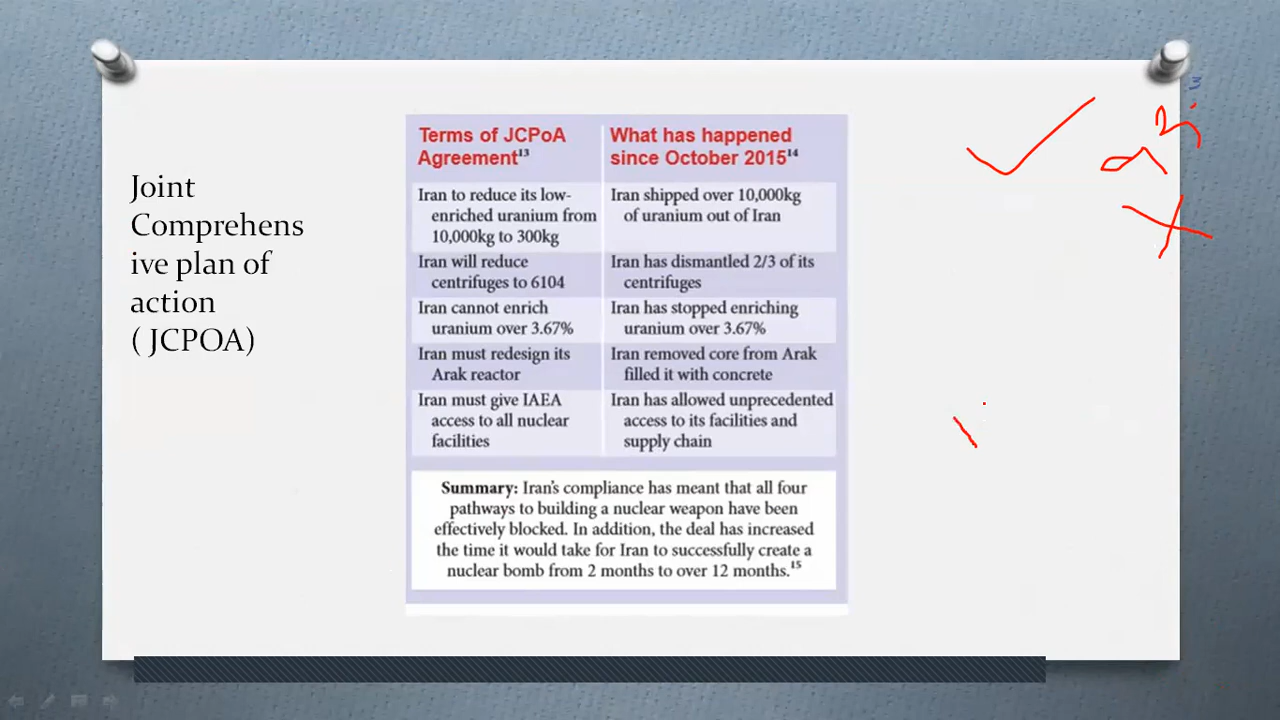 Joint
Comprehens
ive plan of
action
( JCPOA)
Terms of JCPoA
Agreement¹³
What has happened
since October 2015¹⁴
Iran to reduce its low-
enriched uranium from
10,000kg to 300kg
Iran shipped over 10,000kg
of uranium out of Iran
Iran will reduce
centrifuges to 6104
Iran has dismantled 2/3 of its
centrifuges
Iran cannot enrich
uranium over 3.67%
Iran has stopped enriching
uranium over 3.67%
Iran must redesign its
Arak reactor
Iran removed core from Arak
filled it with concrete
Iran must give IAEA
access to all nuclear
facilities
Iran has allowed unprecedented
access to its facilities and
supply chain
Summary: Iran's compliance has meant that all four
pathways to building a nuclear weapon have been
effectively blocked. In addition, the deal has increased
the time it would take for Iran to successfully create a
nuclear bomb from 2 months to over 12 months.¹⁵